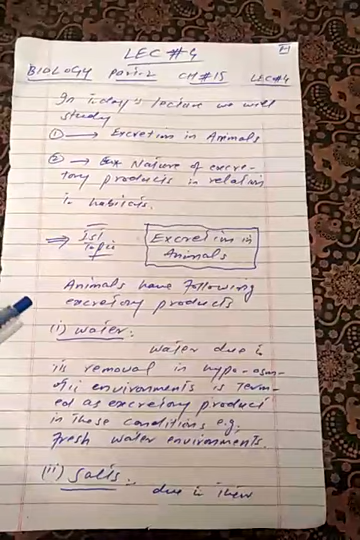 LEC #4
BIOLOGY Part-2 CH#15 LEC#4
In Today's lecture we will
study
① → Excretion in Animals
② → Nature of excre-
tory products in relation
to habitats.
⇒ 1st Topic
Excretion in
Animals
Animals have following
excretory products
(i) water:
water due to
its removal in hypo-osm-
otic environments is term-
ed as excretory product
in these conditions e.g.
fresh water environments.
(ii) Salts:
due to their